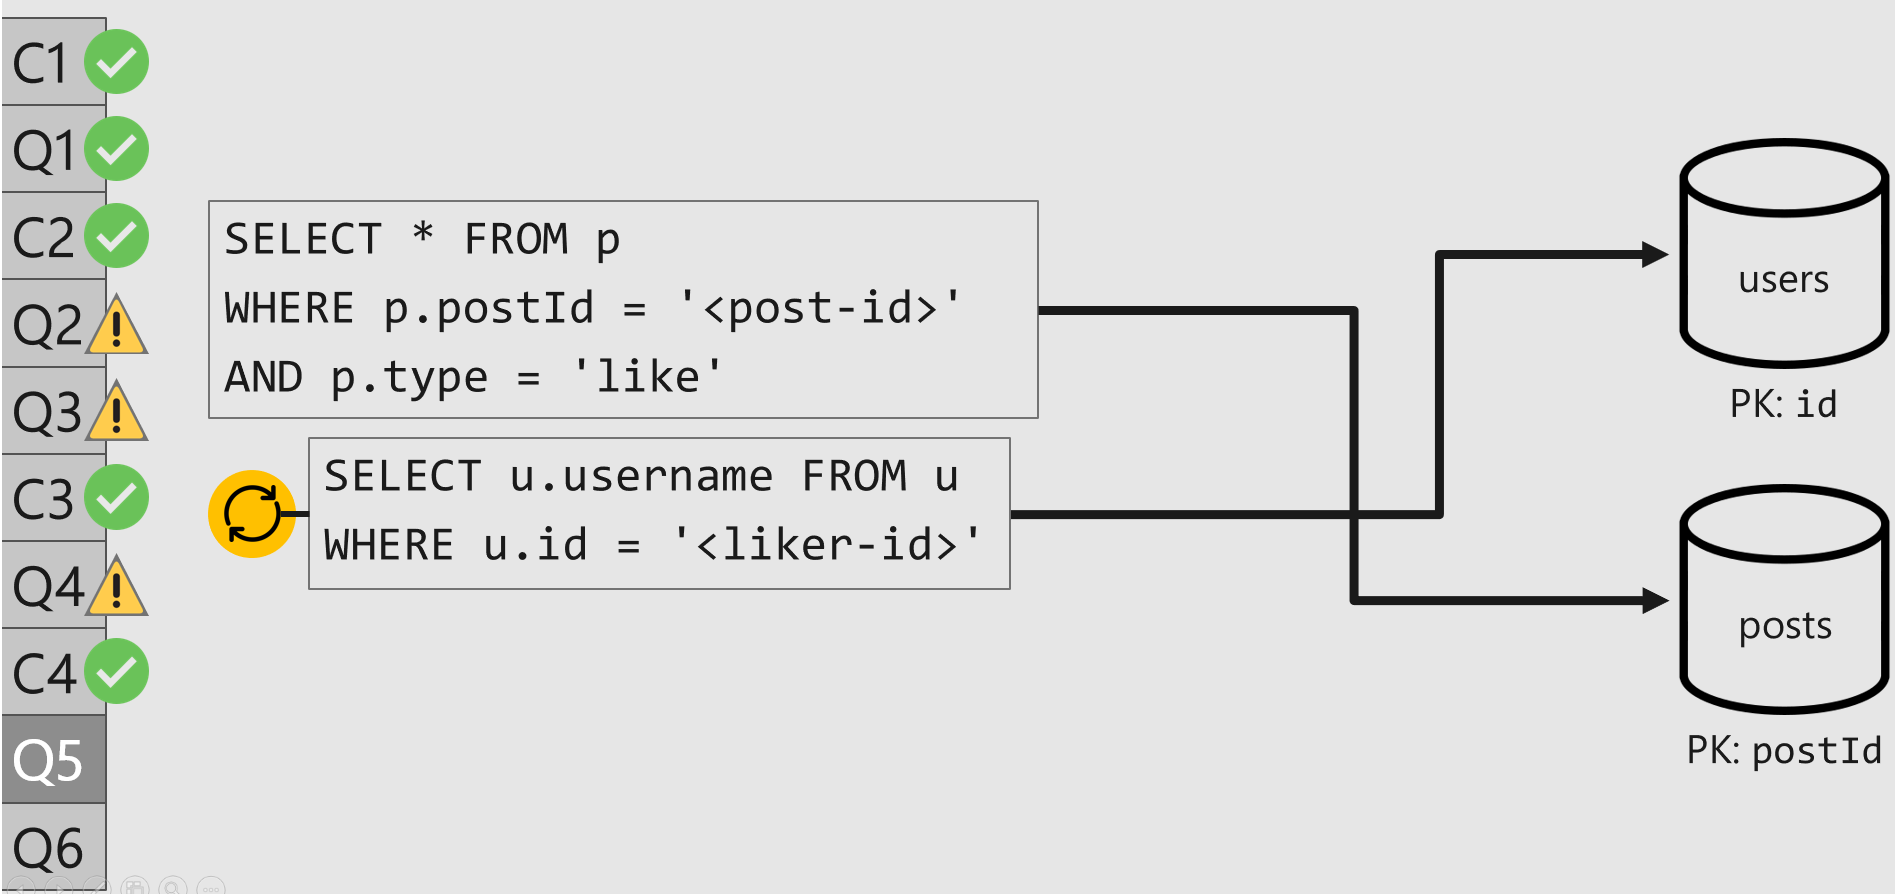 C1
Q1
C2
Q2
Q3
C3
Q4
C4
Q5
Q6
SELECT * FROM p
WHERE p.postId = '<post-id>'
AND p.type = 'like'
SELECT u.username FROM u
WHERE u.id = '<liker-id>'
users
PK: id
posts
PK: postId